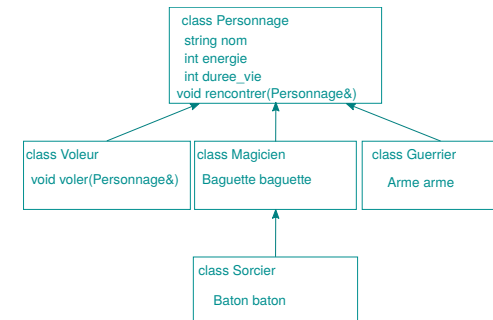 class Personnage
string nom
int energie
int duree_vie
void rencontrer(Personnage&)
class Voleur
void voler(Personnage&)
class Magicien
Baguette baguette
class Guerrier
Arme arme
class Sorcier
Baton baton